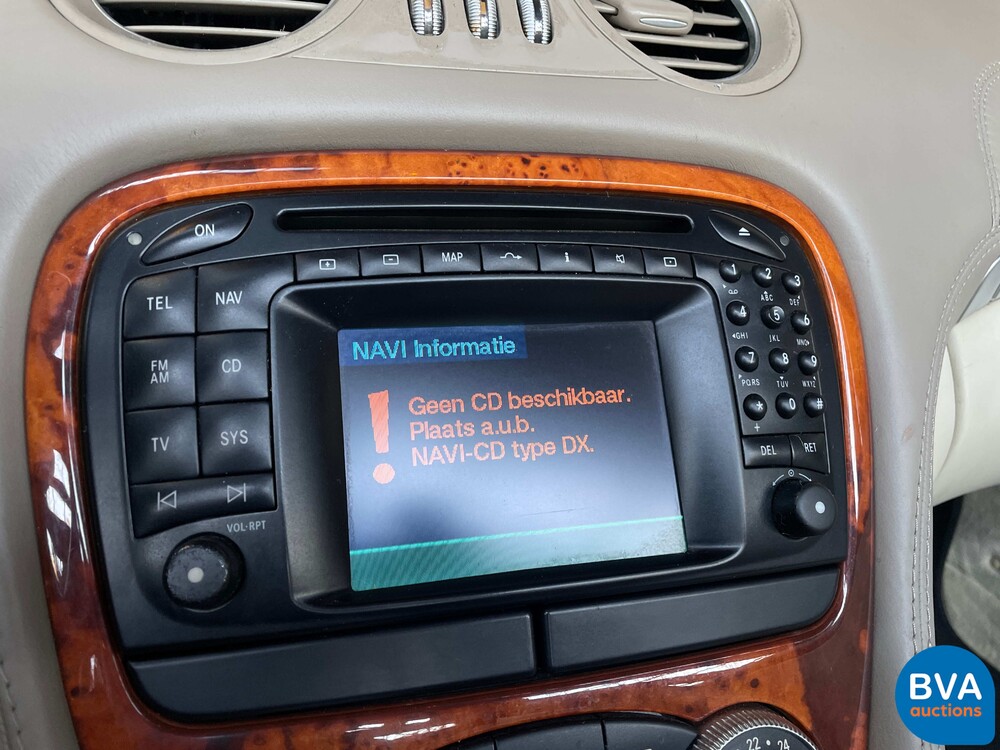 ON
MAP
i
TEL
NAV
FM
AM
CD
TV
SYS
VOL·RPT
NAVI Informatie
Geen CD beschikbaar.
Plaats a.u.b.
NAVI-CD type DX.
1 2 3
ABC DEF
4 5 6
GHI JKL MNO
7 8 9
PQRS TUV WXYZ
* 0 #
+
DEL RET
22 • 24
BVA
auctions